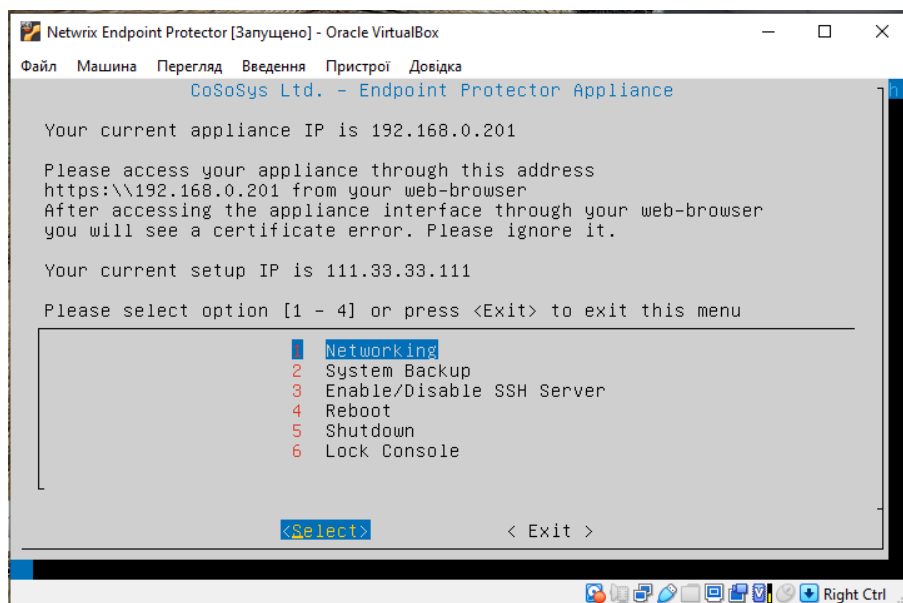 Netwrix Endpoint Protector [Запущено] - Oracle VirtualBox
Файл Машина Перегляд Введення Пристрої Довідка
CoSoSys Ltd. - Endpoint Protector Appliance
Your current appliance IP is 192.168.0.201
Please access your appliance through this address
https:\\192.168.0.201 from your web-browser
After accessing the appliance interface through your web-browser
you will see a certificate error. Please ignore it.
Your current setup IP is 111.33.33.111
Please select option [1 - 4] or press <Exit> to exit this menu
1 Networking
2 System Backup
3 Enable/Disable SSH Server
4 Reboot
5 Shutdown
6 Lock Console
<Select> < Exit >
Right Ctrl